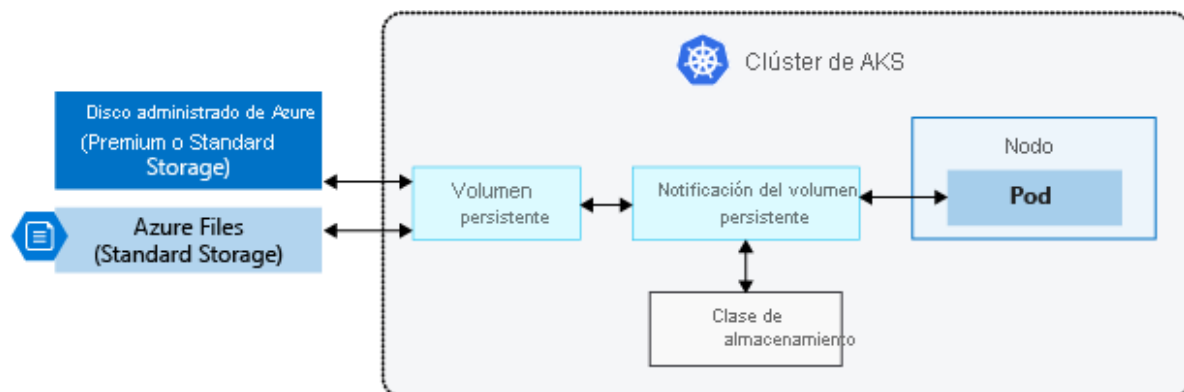 Clúster de AKS
Disco administrado de Azure
(Premium o Standard
Storage)
Azure Files
(Standard Storage)
Volumen
persistente
Notificación del volumen
persistente
Nodo
Pod
Clase de
almacenamiento